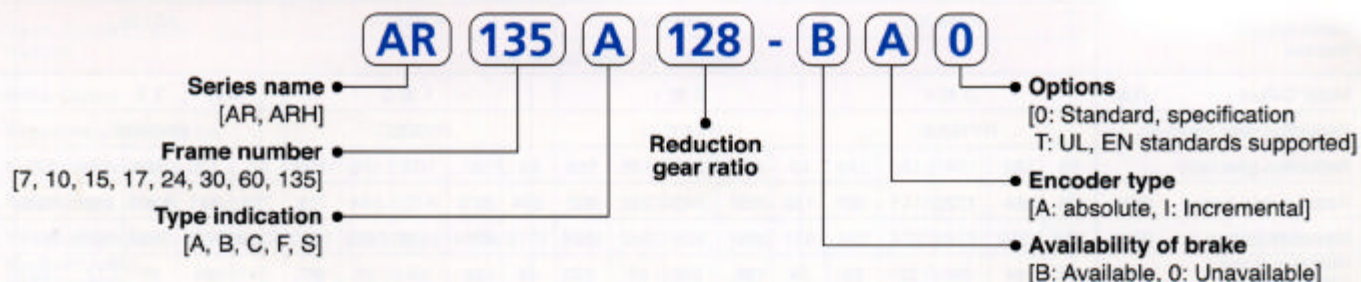 AR 135 A 128 - B A 0
Series name
[AR, ARH]
Frame number
[7, 10, 15, 17, 24, 30, 60, 135]
Type indication
[A, B, C, F, S]
Reduction
gear ratio
Options
[0: Standard, specification
T: UL, EN standards supported]
Encoder type
[A: absolute, I: Incremental]
Availability of brake
[B: Available, 0: Unavailable]